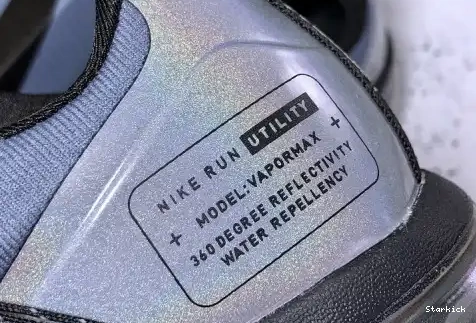 NIKE RUN UTILITY
+ MODEL:VAPORMAX +
360 DEGREE REFLECTIVITY
WATER REPELLENCY
Starkick